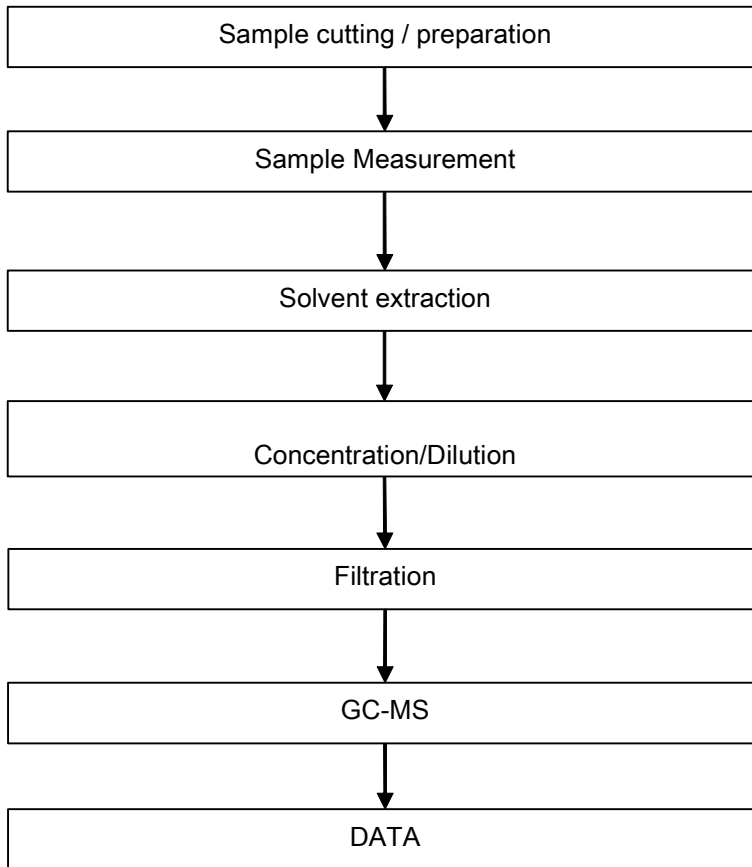 Sample cutting / preparation
Sample Measurement
Solvent extraction
Concentration/Dilution
Filtration
GC-MS
DATA